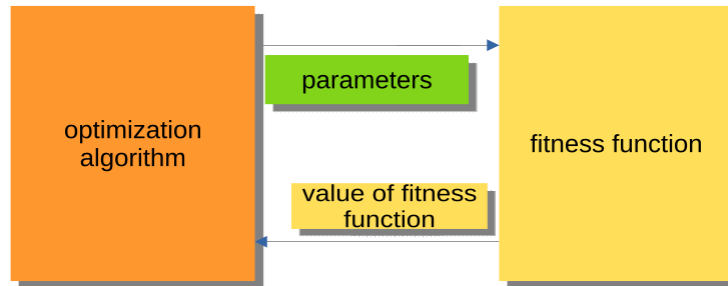 optimization
algorithm
parameters
fitness function
value of fitness
function